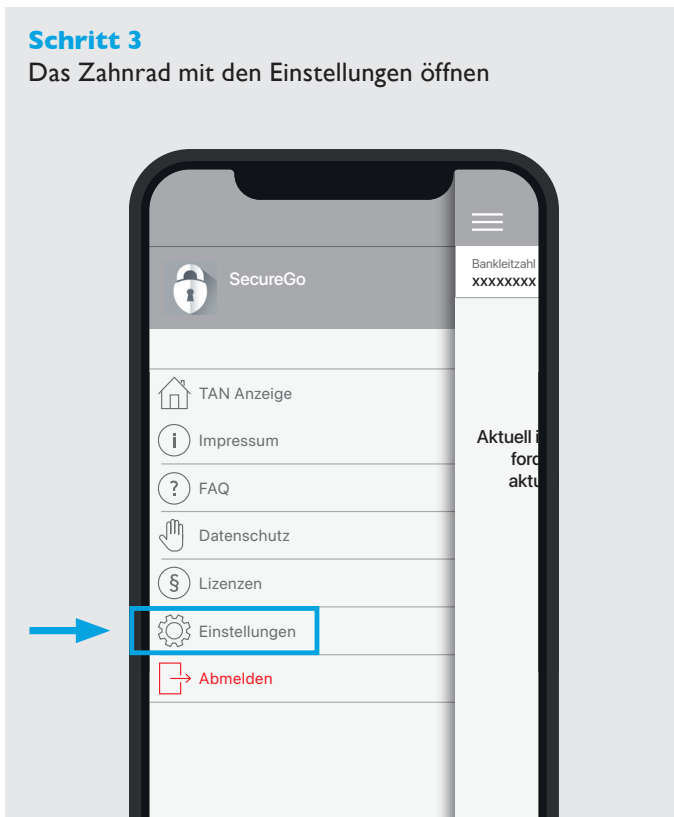 Schritt 3
Das Zahnrad mit den Einstellungen öffnen
SecureGo
TAN Anzeige
i Impressum
? FAQ
Datenschutz
§ Lizenzen
Einstellungen
Abmelden
Bankleitzahl
xxxxxxxx
Aktuell